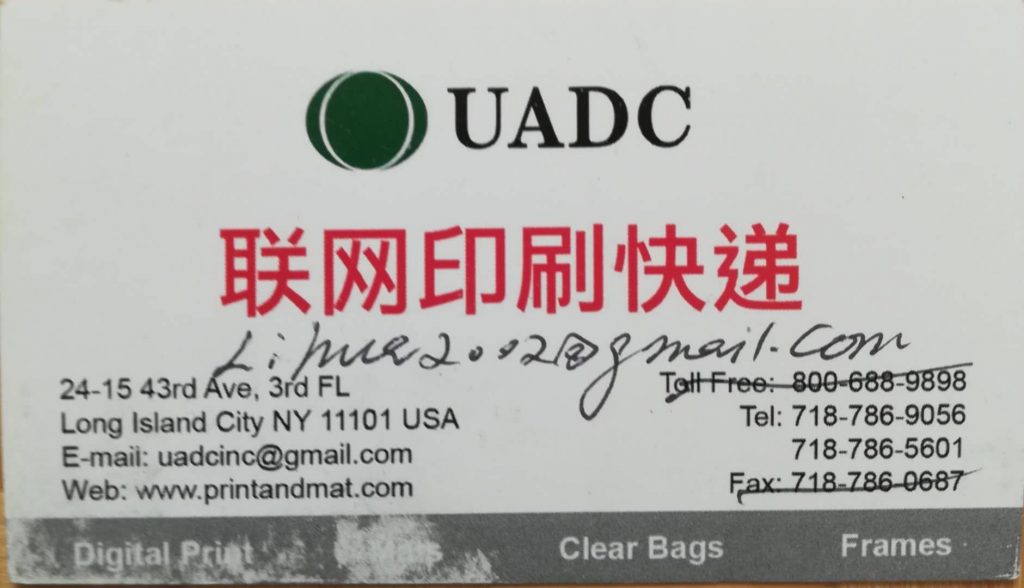 UADC
联网印刷快递
Lihua2002@gmail.com
24-15 43rd Ave, 3rd FL
Long Island City NY 11101 USA
E-mail: uadcinc@gmail.com
Web: www.printandmat.com
Toll Free: 800-688-9898
Tel: 718-786-9056
718-786-5601
Fax: 718-786-0687
Digital Print Mats Clear Bags Frames